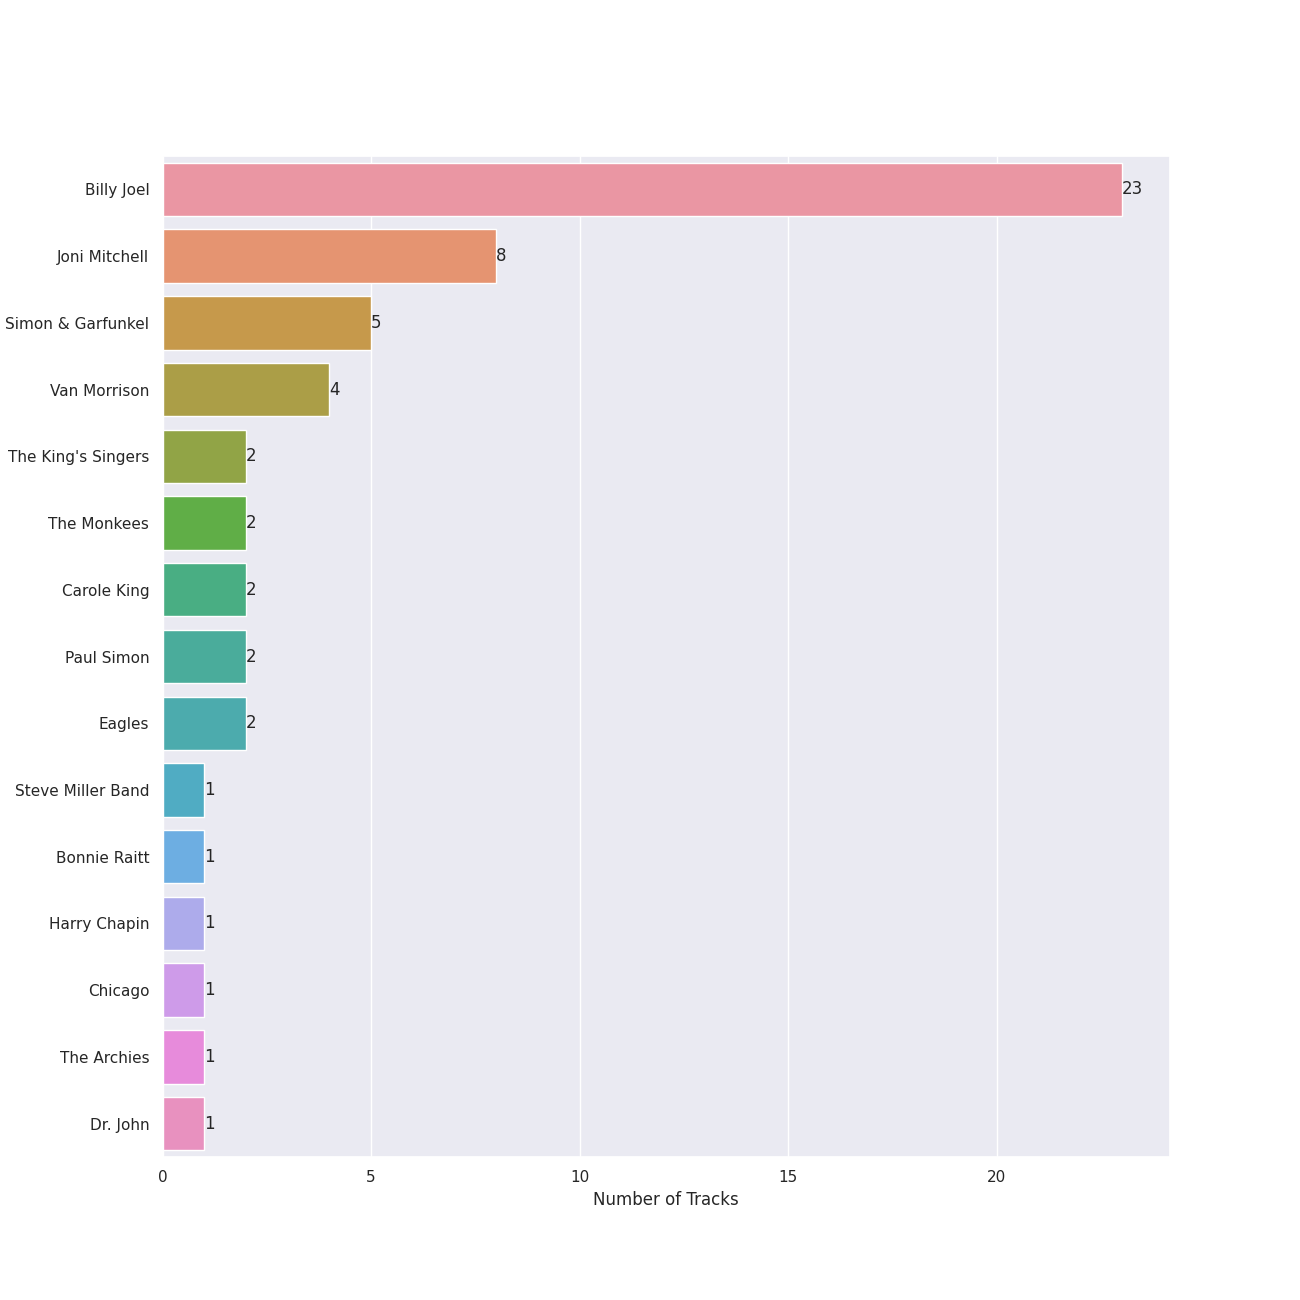 Billy Joel 23
Joni Mitchell 8
Simon & Garfunkel 5
Van Morrison 4
The King's Singers 2
The Monkees 2
Carole King 2
Paul Simon 2
Eagles 2
Steve Miller Band 1
Bonnie Raitt 1
Harry Chapin 1
Chicago 1
The Archies 1
Dr. John 1
0 5 10 15 20
Number of Tracks